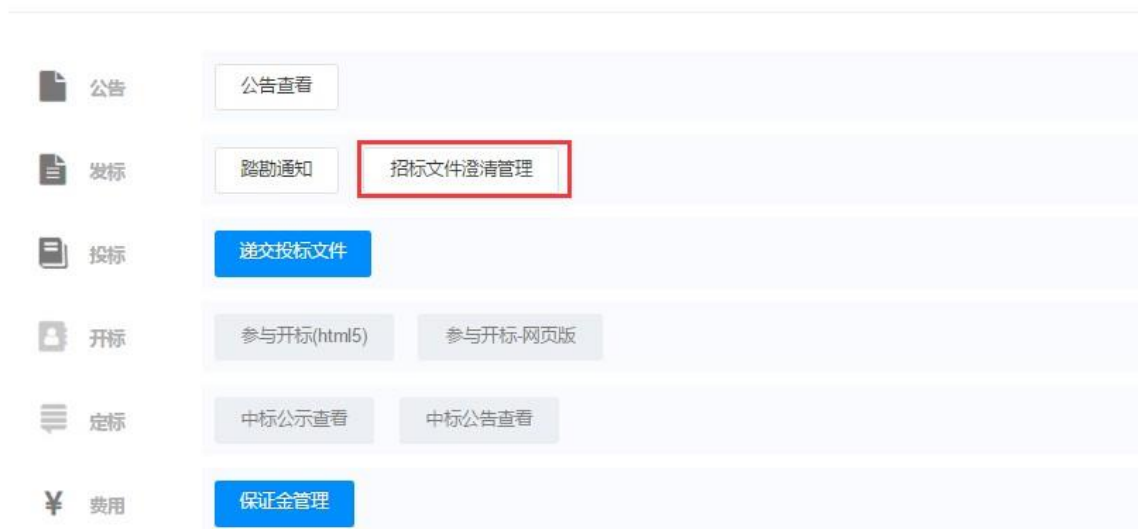 公告 公告查看
发标 踏勘通知 招标文件澄清管理
投标 递交投标文件
开标 参与开标(html5) 参与开标-网页版
定标 中标公示查看 中标公告查看
¥ 费用 保证金管理